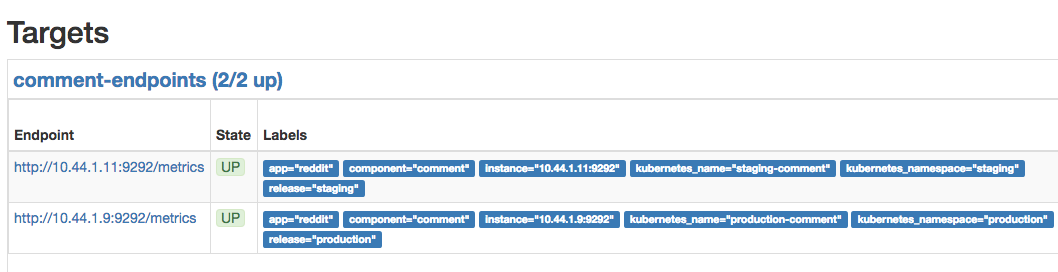 Targets
comment-endpoints (2/2 up)
Endpoint State Labels
http://10.44.1.11:9292/metrics UP app="reddit" component="comment" instance="10.44.1.11:9292" kubernetes_name="staging-comment" kubernetes_namespace="staging"
release="staging"
http://10.44.1.9:9292/metrics UP app="reddit" component="comment" instance="10.44.1.9:9292" kubernetes_name="production-comment" kubernetes_namespace="production"
release="production"